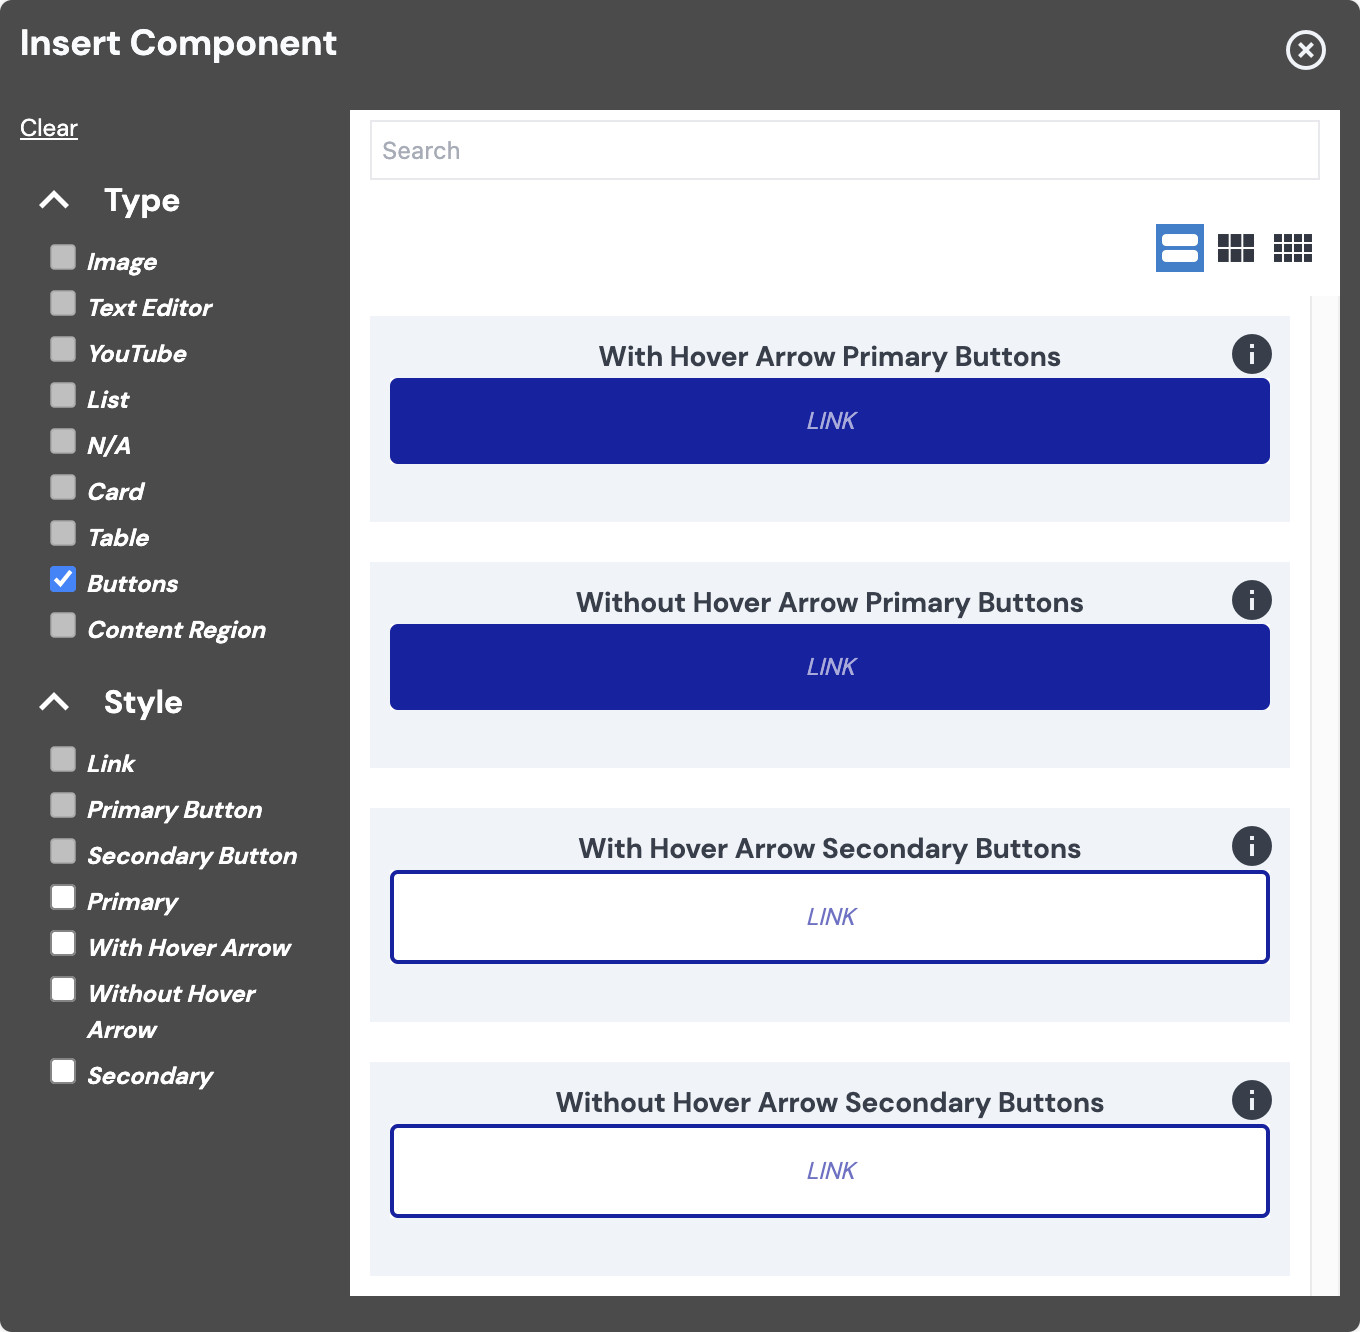 Insert Component
Clear
Type
Image
Text Editor
YouTube
List
N/A
Card
Table
Buttons
Content Region
Style
Link
Primary Button
Secondary Button
Primary
With Hover Arrow
Without Hover
Arrow
Secondary
Search
With Hover Arrow Primary Buttons
LINK
Without Hover Arrow Primary Buttons
LINK
With Hover Arrow Secondary Buttons
LINK
Without Hover Arrow Secondary Buttons
LINK